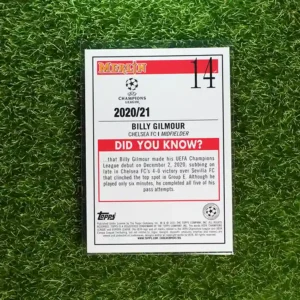 MERLIN
14
UEFA
CHAMPIONS
LEAGUE
2020/21
BILLY GILMOUR
CHELSEA FC | MIDFIELDER
DID YOU KNOW?
...that Billy Gilmour made his UEFA Champions
League debut on December 2, 2020, subbing on
late in Chelsea FC's 4-0 victory over Sevilla FC
that clinched the top spot in Group E. Although he
played only six minutes, he completed all five of his
pass attempts.
Topps